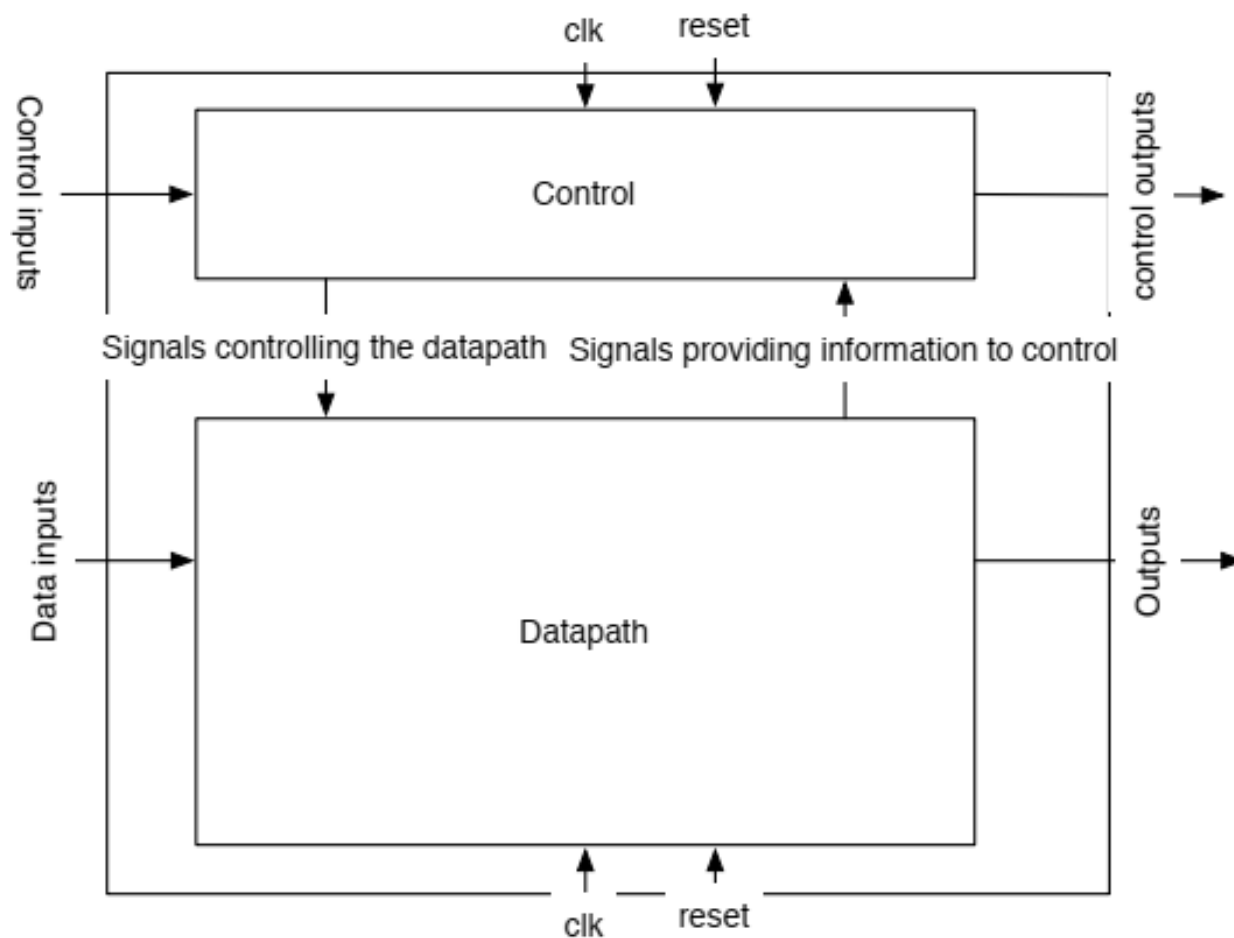 clk
reset
Control inputs
Control
control outputs
Signals controlling the datapath
Signals providing information to control
Data inputs
Datapath
Outputs
clk
reset